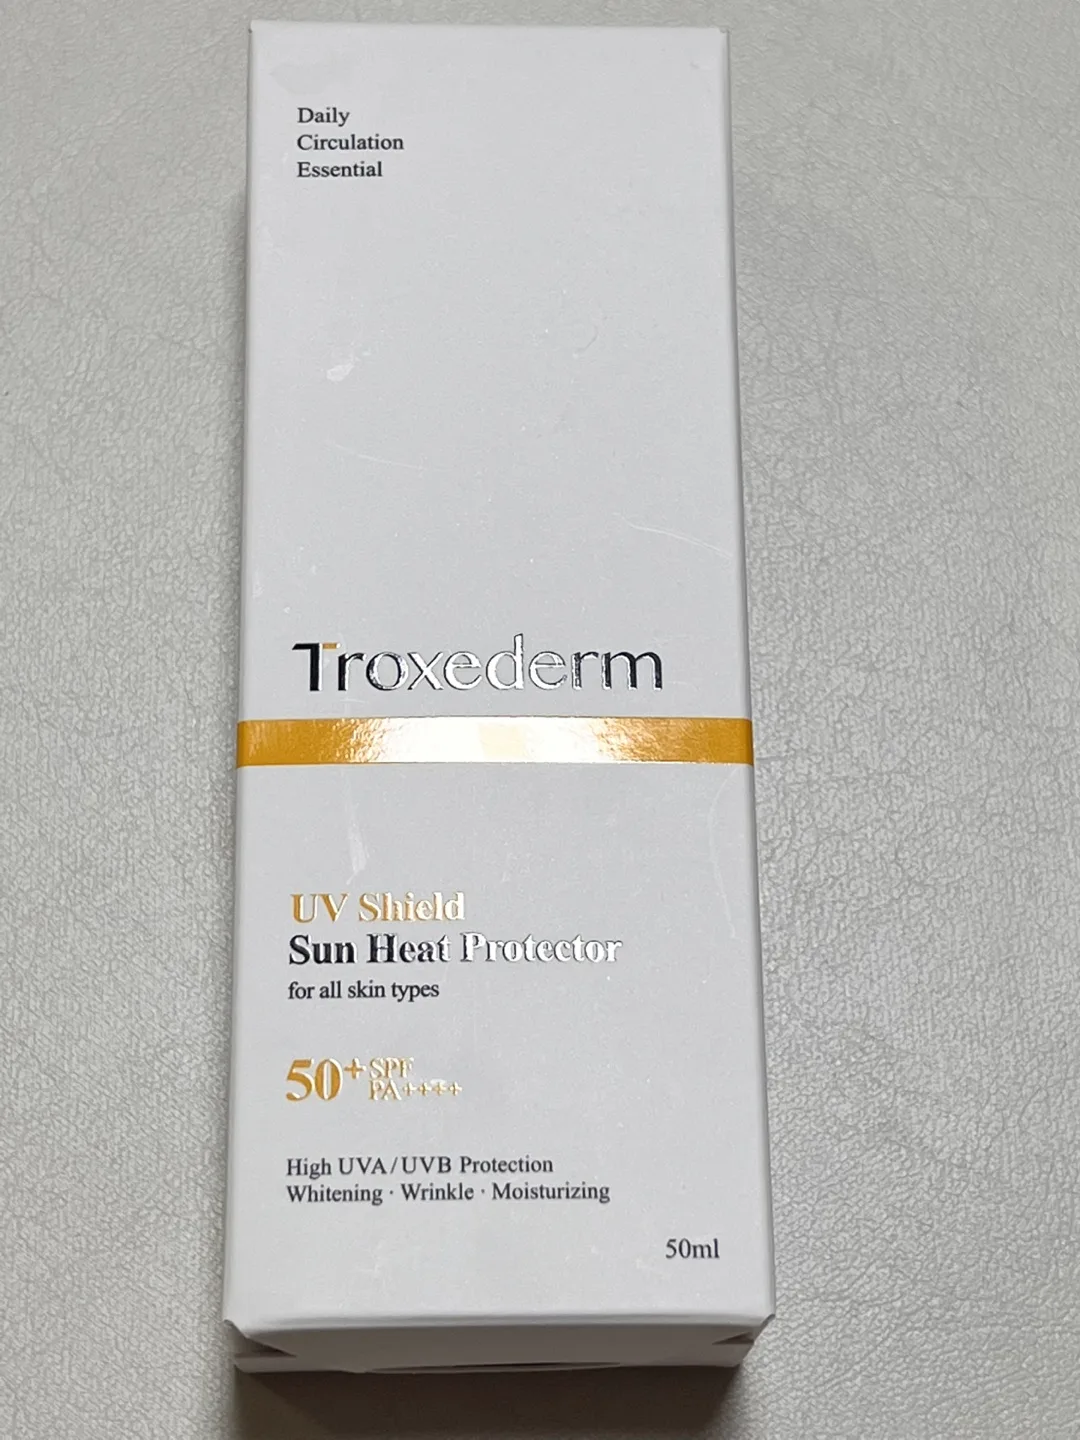 Daily
Circulation
Essential
Troxederm
UV Shield
Sun Heat Protector
for all skin types
50+ SPF
PA++++
High UVA/UVB Protection
Whitening · Wrinkle · Moisturizing
50ml